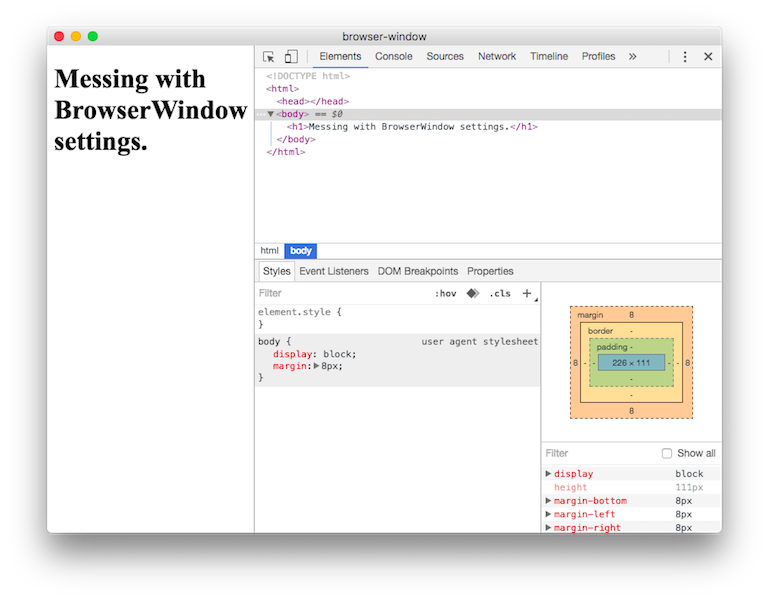 browser-window
Messing with
BrowserWindow
settings.
Elements Console Sources Network Timeline Profiles »
<!DOCTYPE html>
<html>
<head></head>
<body> == $0
<h1>Messing with BrowserWindow settings.</h1>
</body>
</html>
html body
Styles Event Listeners DOM Breakpoints Properties
Filter :hov .cls +
element.style {
}
body { user agent stylesheet
display: block;
margin: 8px;
}
margin 8
border -
padding -
8 - - 226 × 111 - - 8
-
-
8
Filter Show all
display block
height 111px
margin-bottom 8px
margin-left 8px
margin-right 8px